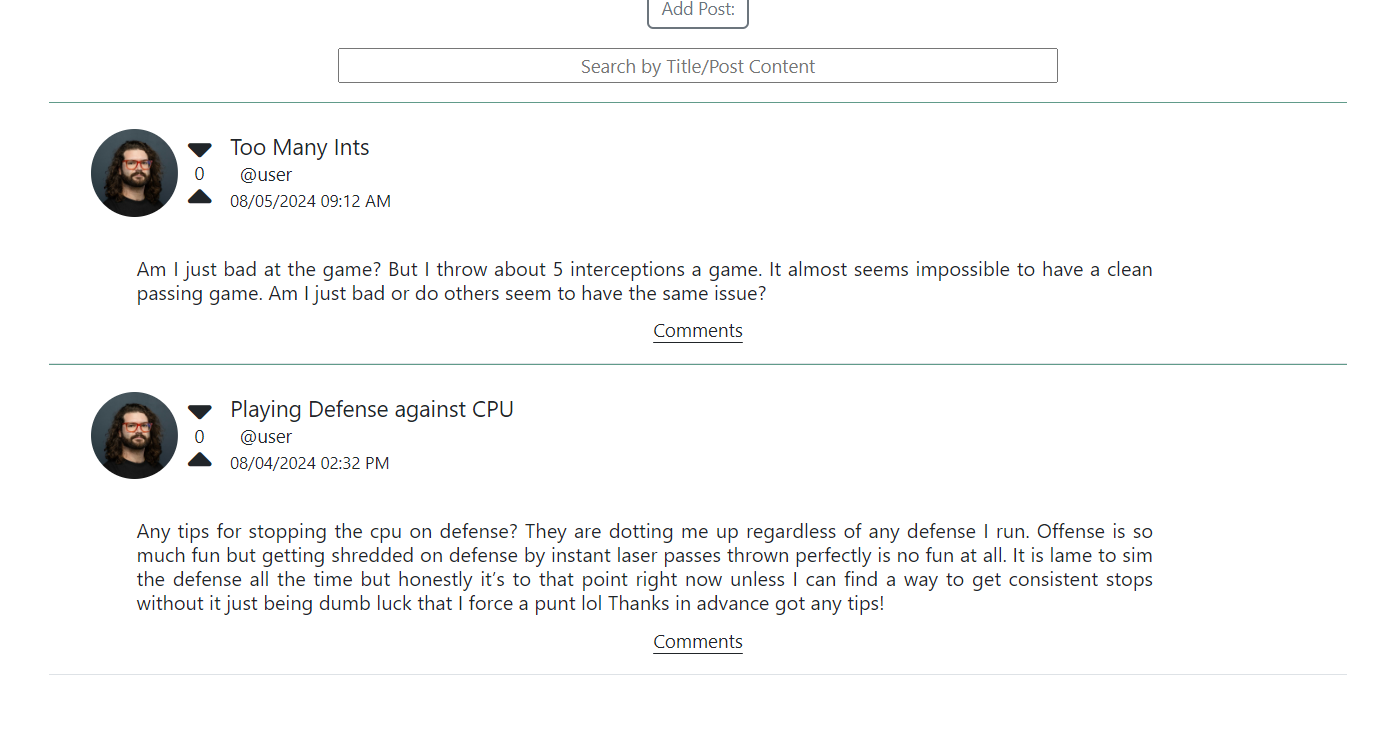 Add Post:
Search by Title/Post Content
Too Many Ints
0
@user
08/05/2024 09:12 AM
Am I just bad at the game? But I throw about 5 interceptions a game. It almost seems impossible to have a clean
passing game. Am I just bad or do others seem to have the same issue?
Comments
Playing Defense against CPU
0
@user
08/04/2024 02:32 PM
Any tips for stopping the cpu on defense? They are dotting me up regardless of any defense I run. Offense is so
much fun but getting shredded on defense by instant laser passes thrown perfectly is no fun at all. It is lame to sim
the defense all the time but honestly it’s to that point right now unless I can find a way to get consistent stops
without it just being dumb luck that I force a punt lol Thanks in advance got any tips!
Comments